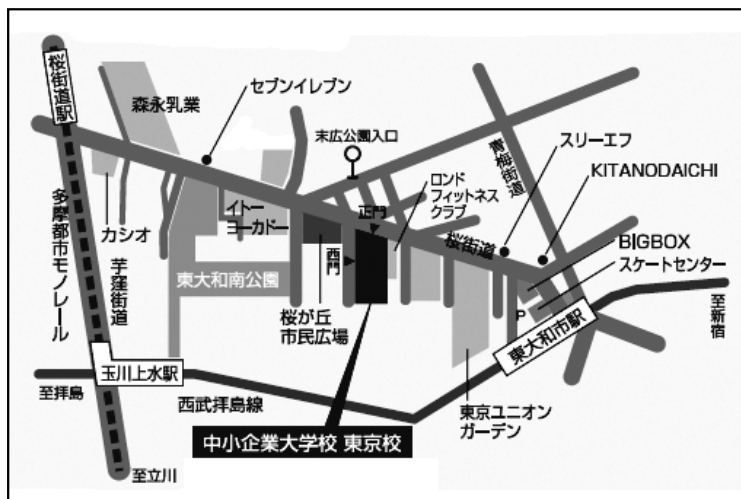 桜街道駅
森永乳業
セブンイレブン
末広公園入口
青梅街道
スリーエフ
KITANODAICHI
ロンド
フィットネス
クラブ
正門
イトー
ヨーカドー
カシオ
桜街道
BIGBOX
スケートセンター
西門
多摩都市モノレール
芋窪街道
東大和南公園
桜が丘
市民広場
P
東大和市駅
至新宿
玉川上水駅
至拝島
西武拝島線
東京ユニオン
ガーデン
中小企業大学校 東京校
至立川